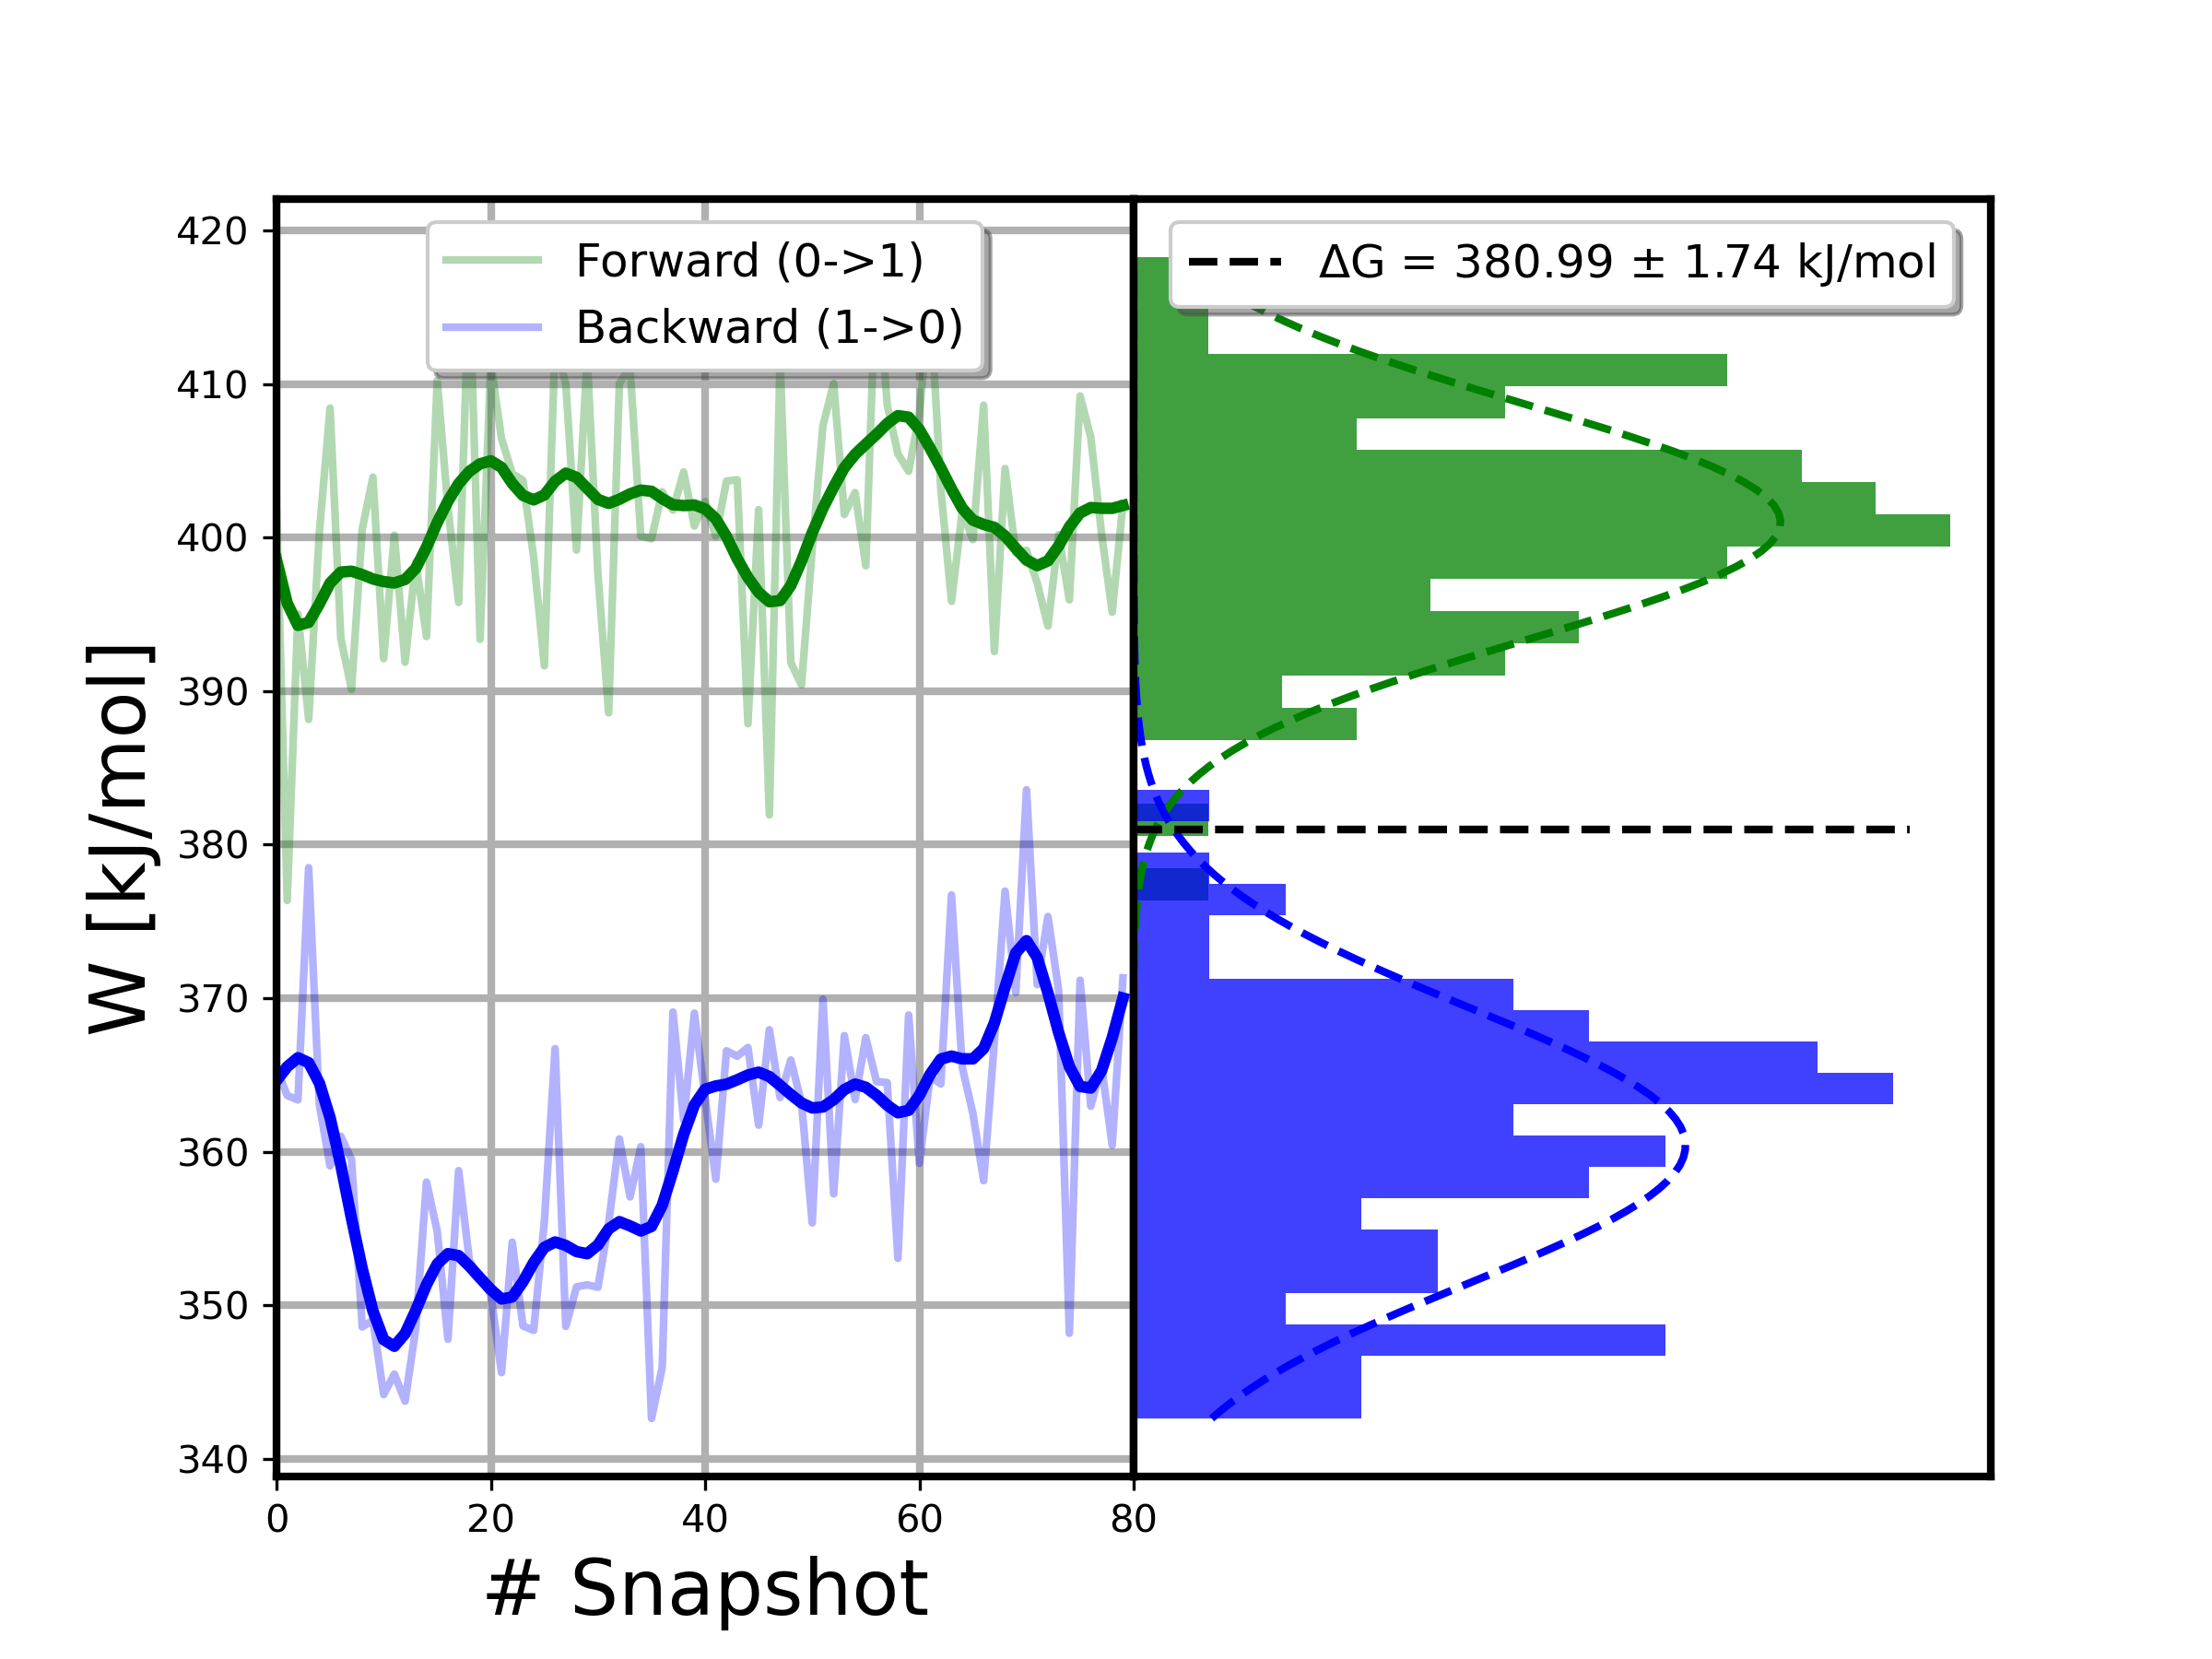 W [kJ/mol]
420
410
400
390
380
370
360
350
340
Forward (0->1)
Backward (1->0)
ΔG = 380.99 ± 1.74 kJ/mol
0 20 40 60 80
# Snapshot